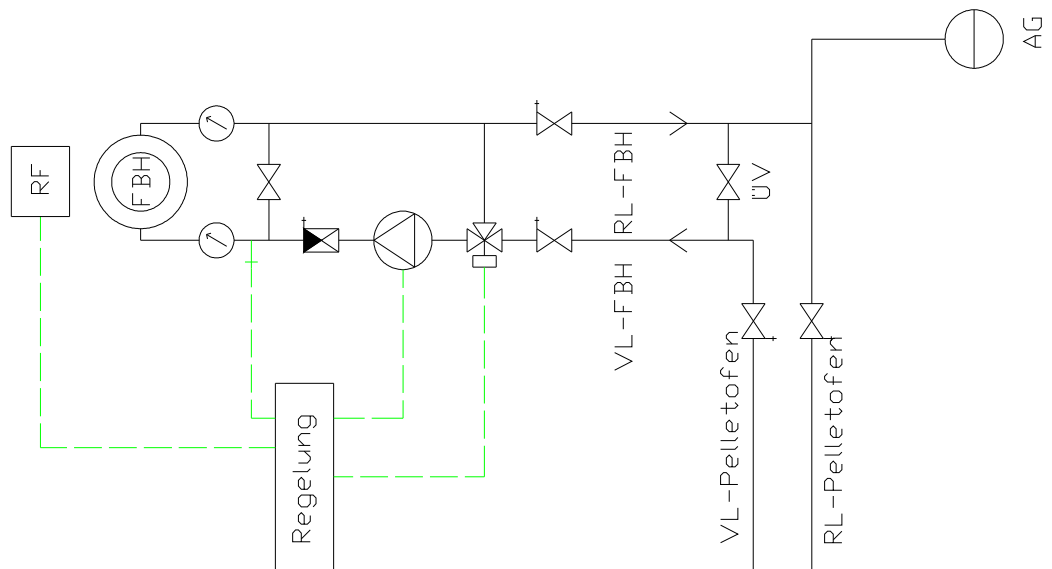 RF
FBH
Regelung
RL-FBH
VL-FBH
ÜV
VL-Pelletofen
RL-Pelletofen
AG